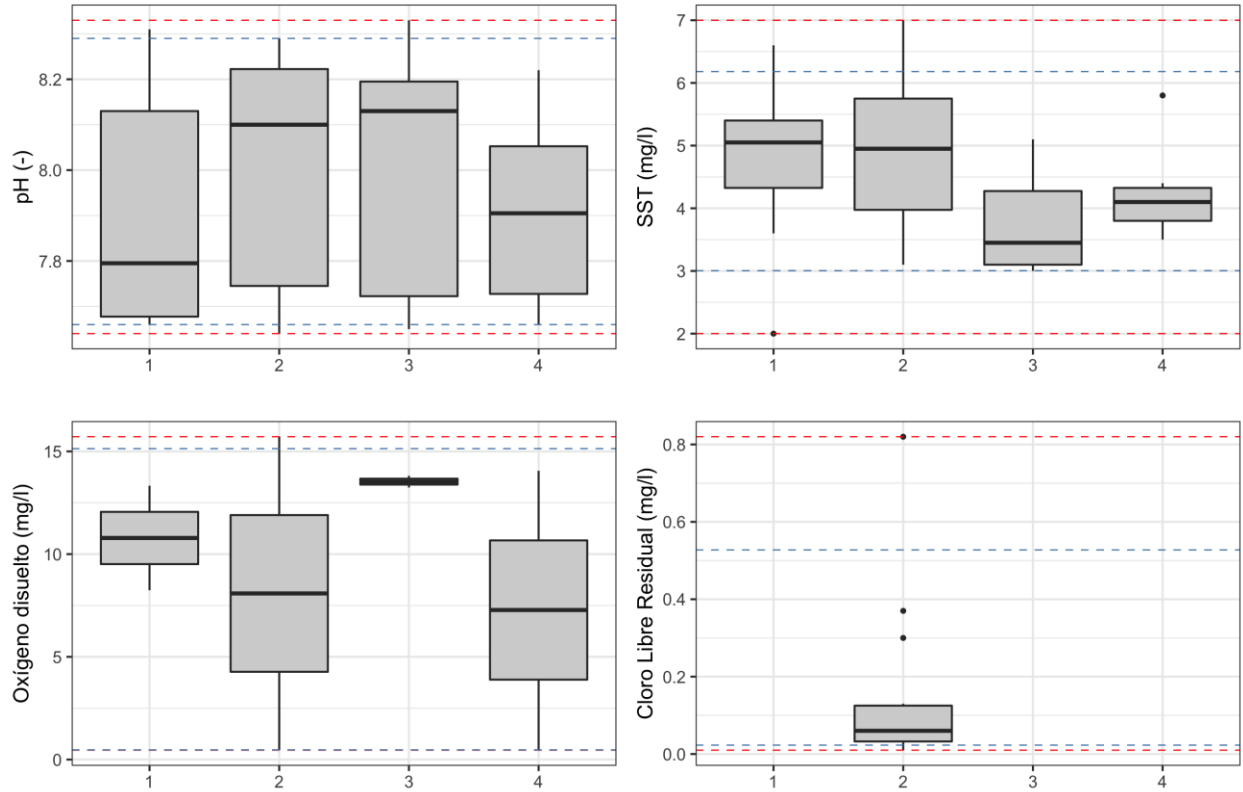 pH (-)
8.2
8.0
7.8
1 2 3 4
SST (mg/l)
7
6
5
4
3
2
1 2 3 4
Oxígeno disuelto (mg/l)
15
10
5
0
1 2 3 4
Cloro Libre Residual (mg/l)
0.8
0.6
0.4
0.2
0.0
1 2 3 4